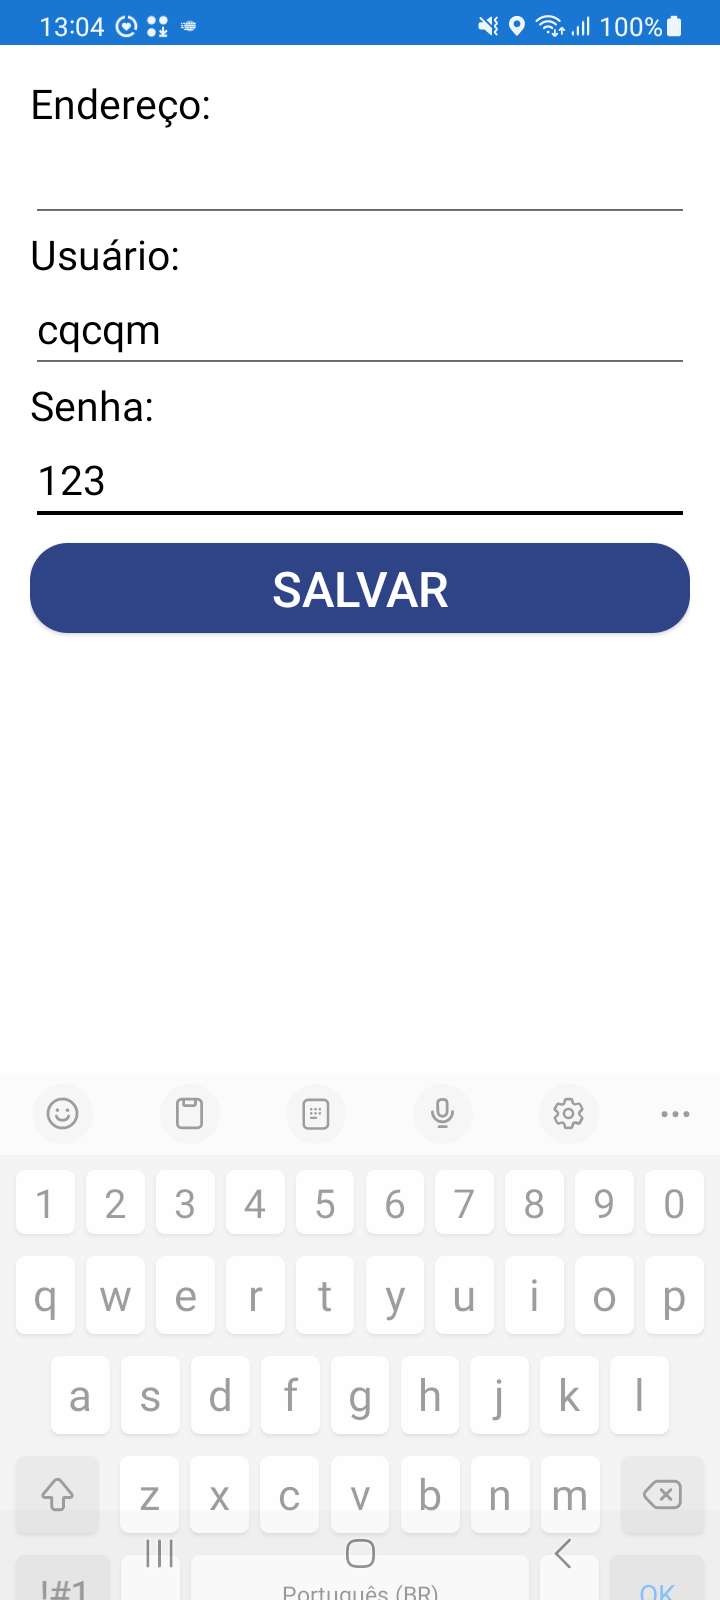 13:04 100%
Endereço:
Usuário:
cqcqm
Senha:
123
SALVAR
1 2 3 4 5 6 7 8 9 0
q w e r t y u i o p
a s d f g h j k l
z x c v b n m
!#1 Português (BR) OK